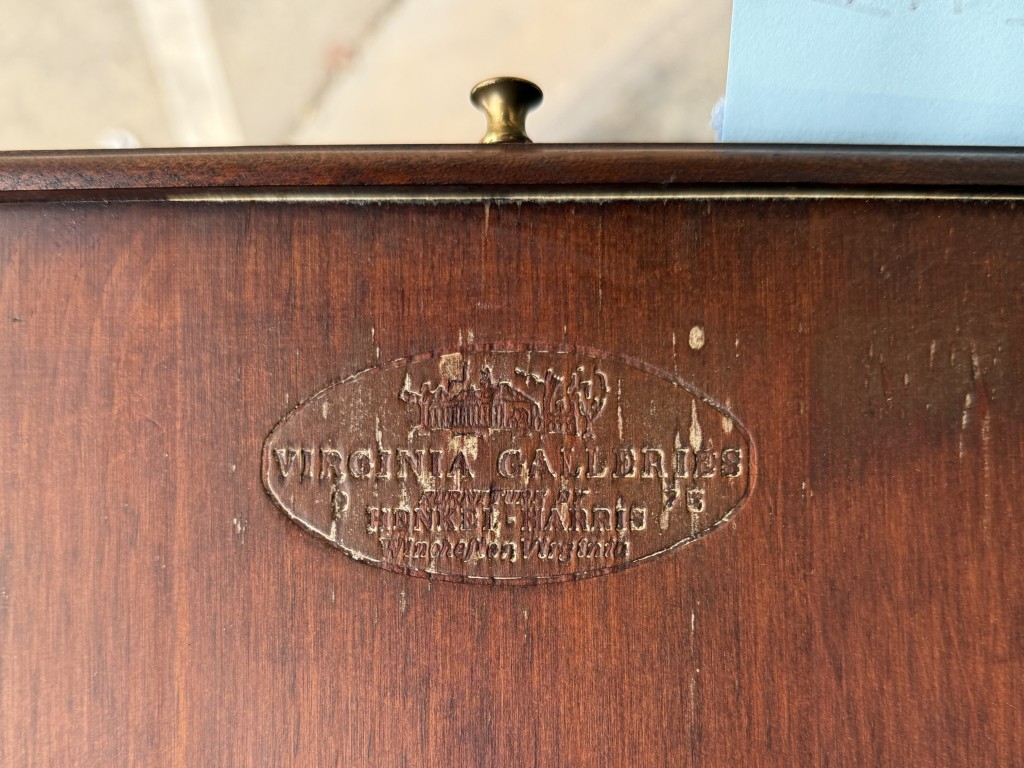 VIRGINIA GALLERIES
FURNITURE BY
HENKEL-HARRIS
75
Winchester, Virginia